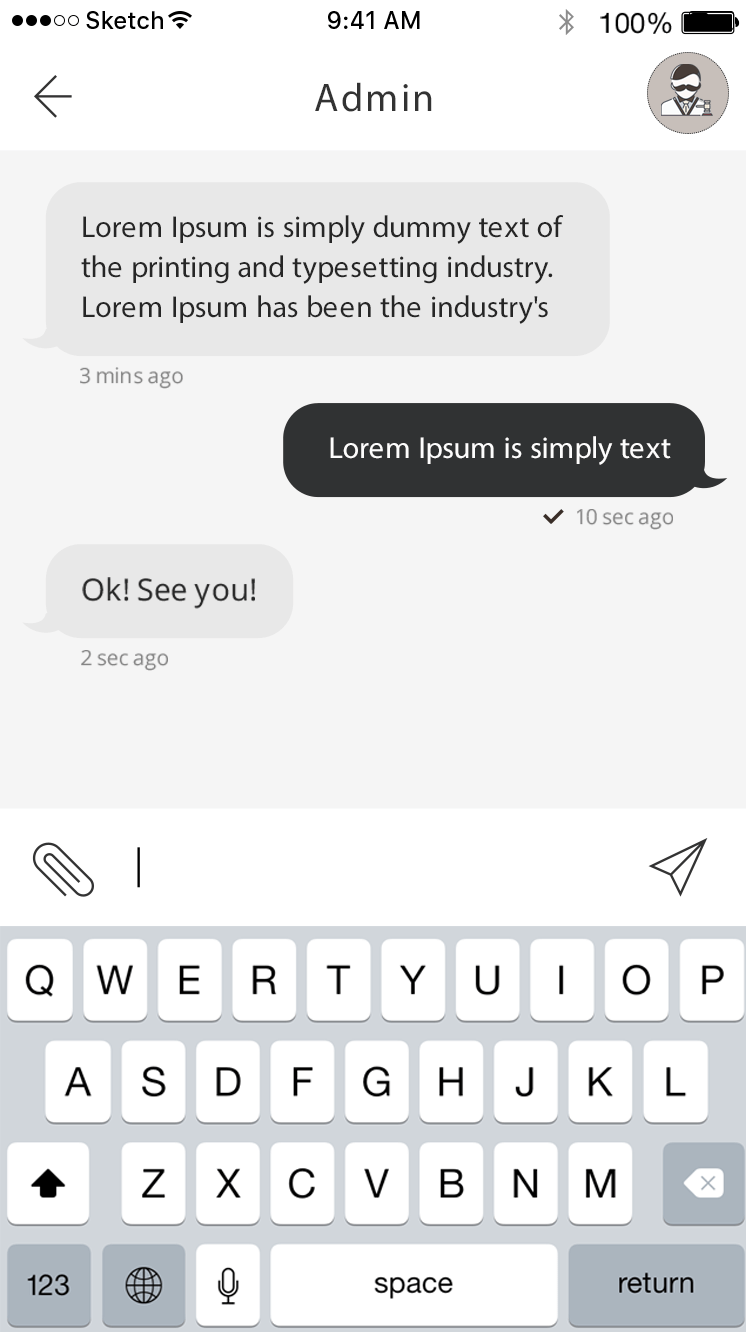 Sketch 9:41 AM 100%
Admin
Lorem Ipsum is simply dummy text of
the printing and typesetting industry.
Lorem Ipsum has been the industry's
3 mins ago
Lorem Ipsum is simply text
10 sec ago
Ok! See you!
2 sec ago
Q W E R T Y U I O P
A S D F G H J K L
Z X C V B N M
123 space return